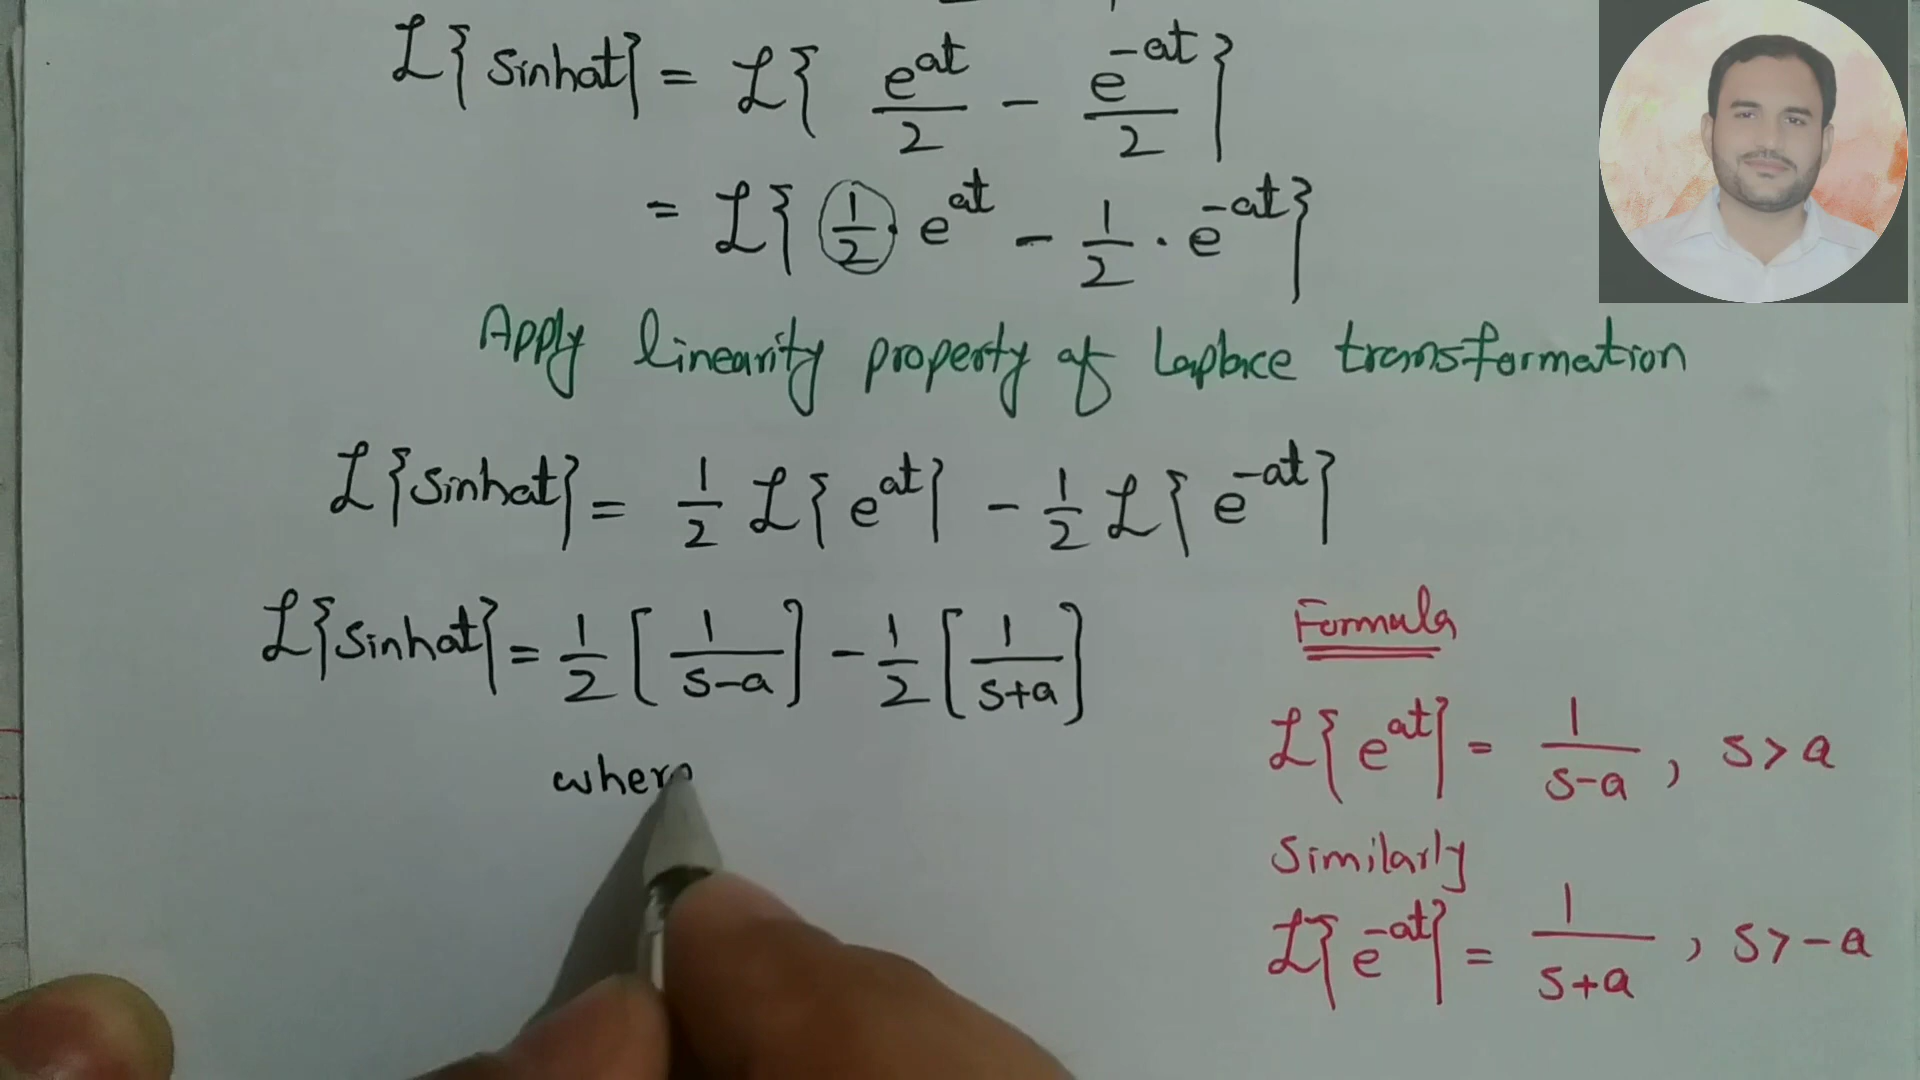 ℒ{sinhat} = ℒ{ e^at/2 - e^-at/2 }
= ℒ{ 1/2 · e^at - 1/2 · e^-at }
Apply linearity property of Laplace transformation
ℒ{sinhat} = 1/2 ℒ{e^at} - 1/2 ℒ{e^-at}
ℒ{sinhat} = 1/2 [1/(s-a)] - 1/2 [1/(s+a)]
where
Formula
ℒ{e^at} = 1/(s-a) , s>a
Similarly
ℒ{e^-at} = 1/(s+a) , s>-a